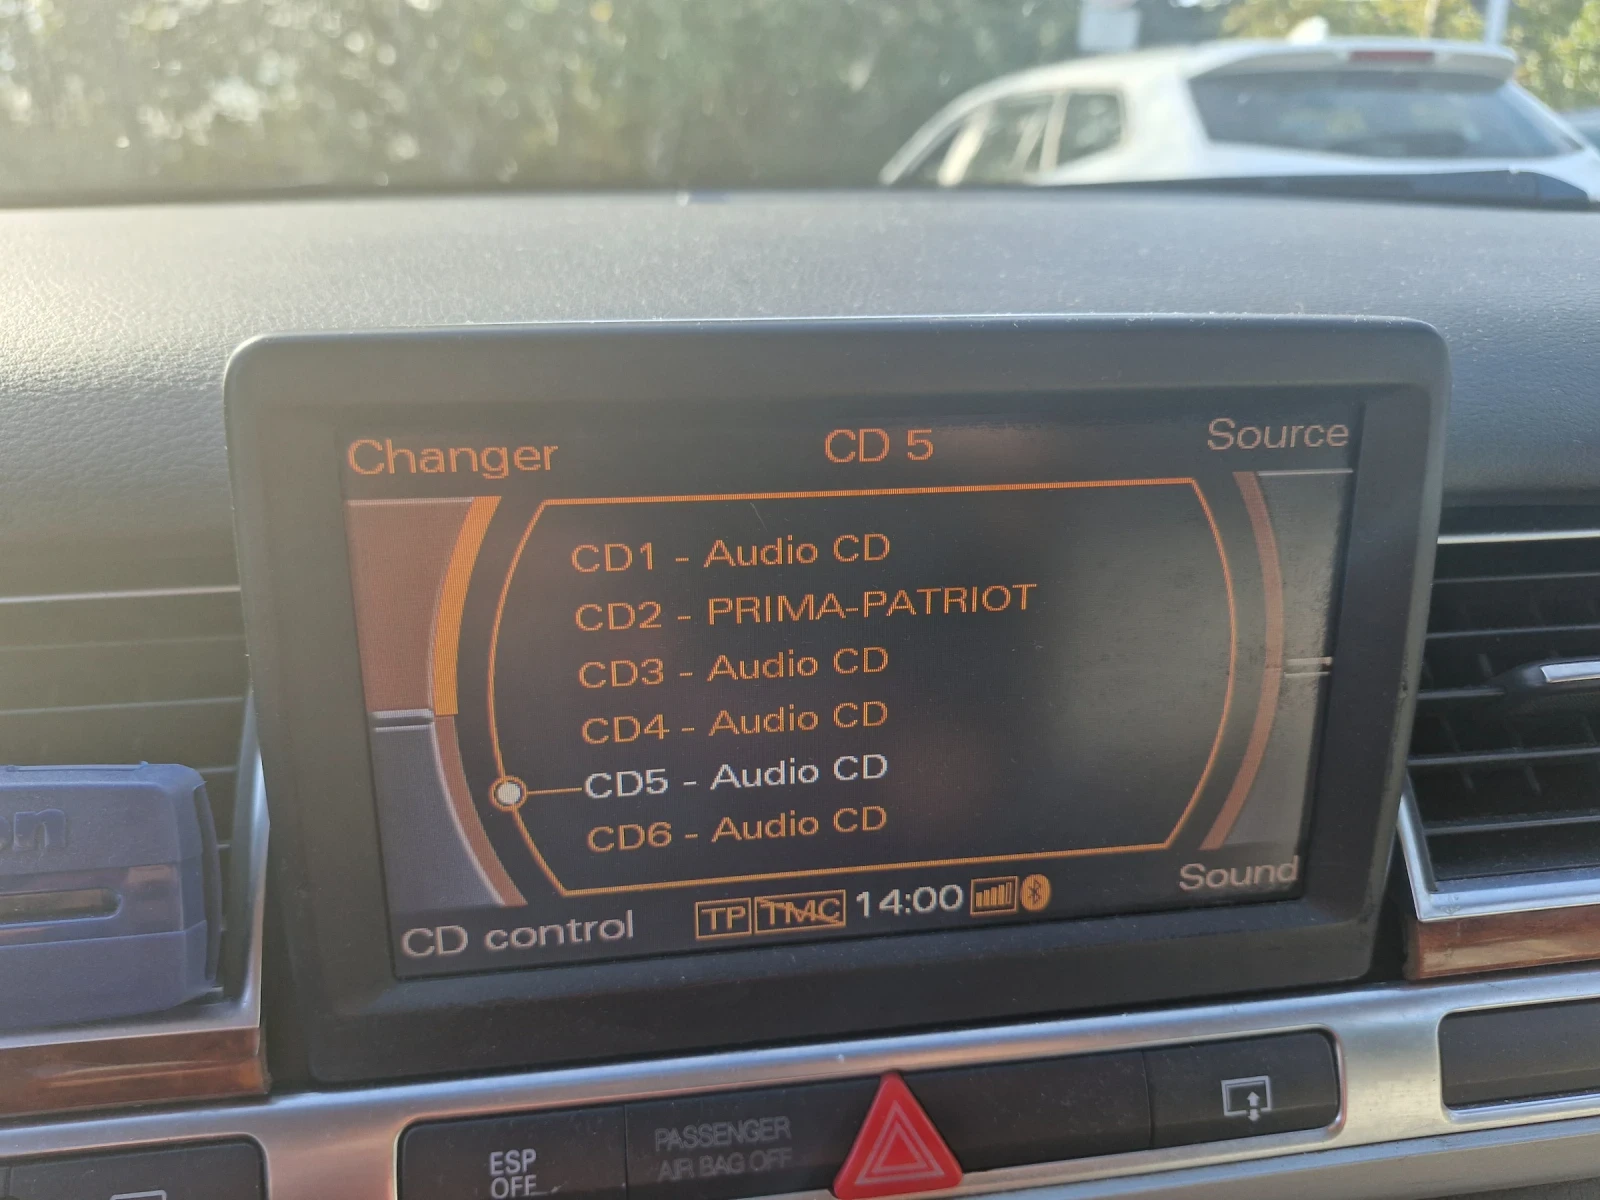 Changer CD 5 Source
CD1 - Audio CD
CD2 - PRIMA-PATRIOT
CD3 - Audio CD
CD4 - Audio CD
CD5 - Audio CD
CD6 - Audio CD
CD control TP TMC 14:00 Sound
ESP
OFF
PASSENGER
AIR BAG OFF